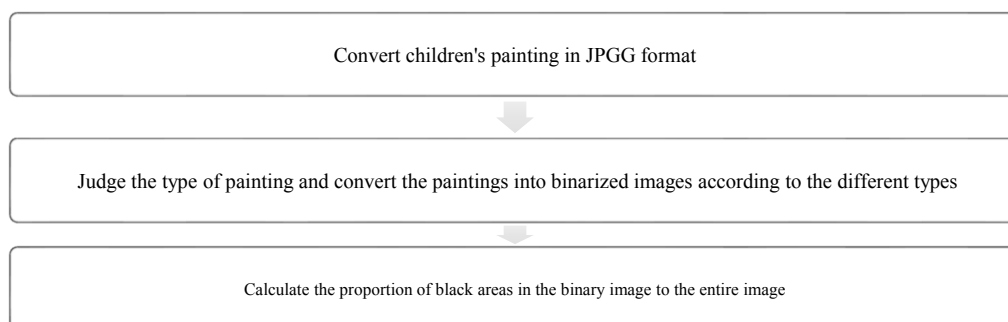 Convert children's painting in JPGG format
Judge the type of painting and convert the paintings into binarized images according to the different types
Calculate the proportion of black areas in the binary image to the entire image